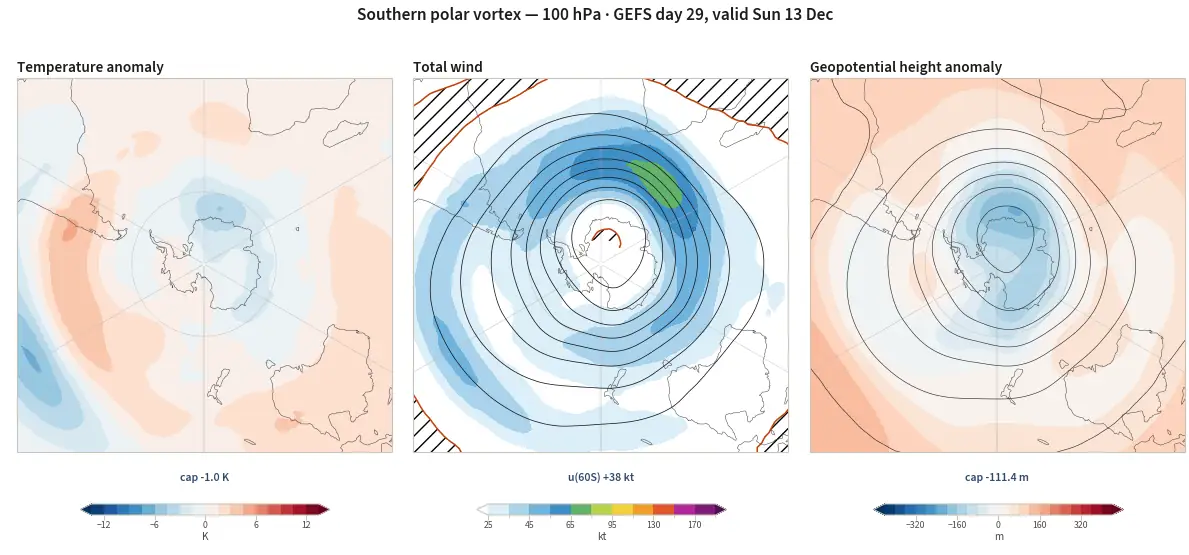 Southern polar vortex — 100 hPa · GEFS day 29, valid Sun 13 Dec
Temperature anomaly
Total wind
Geopotential height anomaly
cap -1.0 K
u(60S) +38 kt
cap -111.4 m
−12 −6 0 6 12
K
25 45 65 90 130 170
kt
−320 −160 0 160 320
m